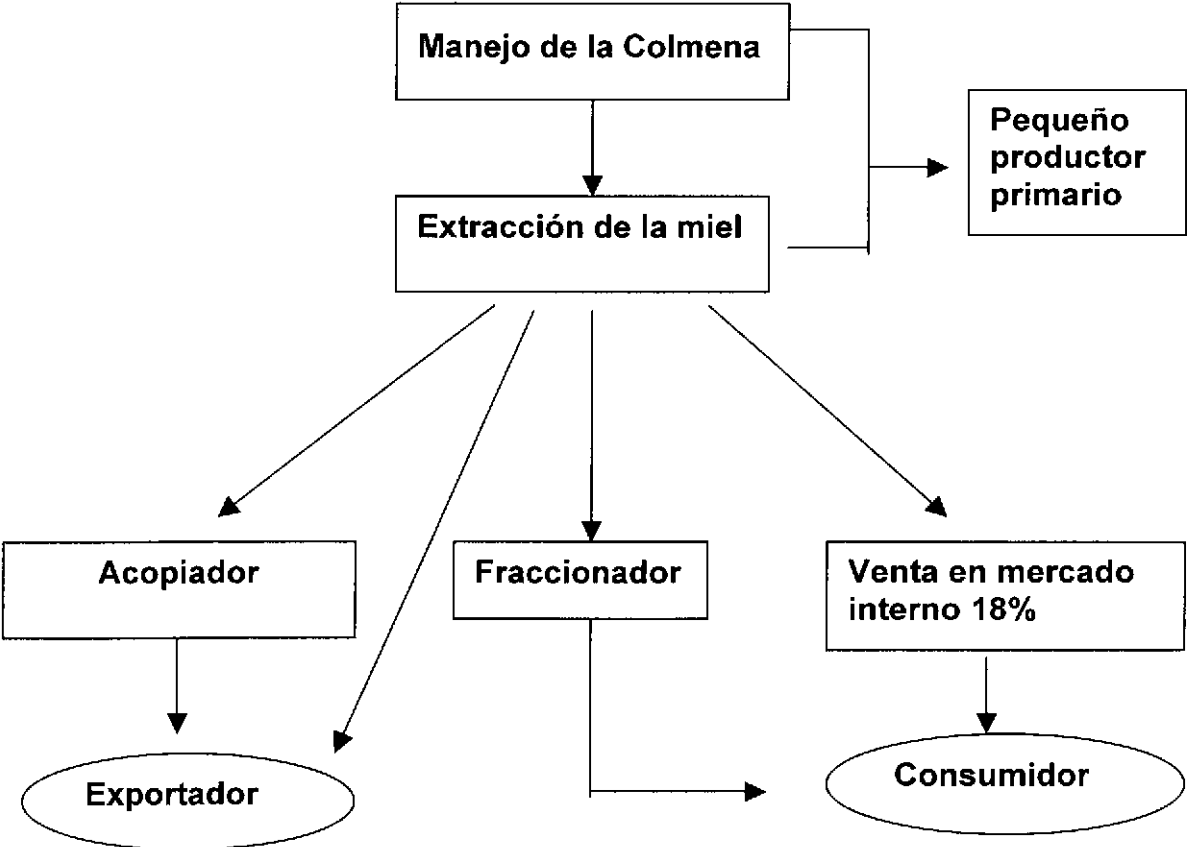 Manejo de la Colmena
Pequeño
productor
primario
Extracción de la miel
Acopiador
Fraccionador
Venta en mercado
interno 18%
Exportador
Consumidor